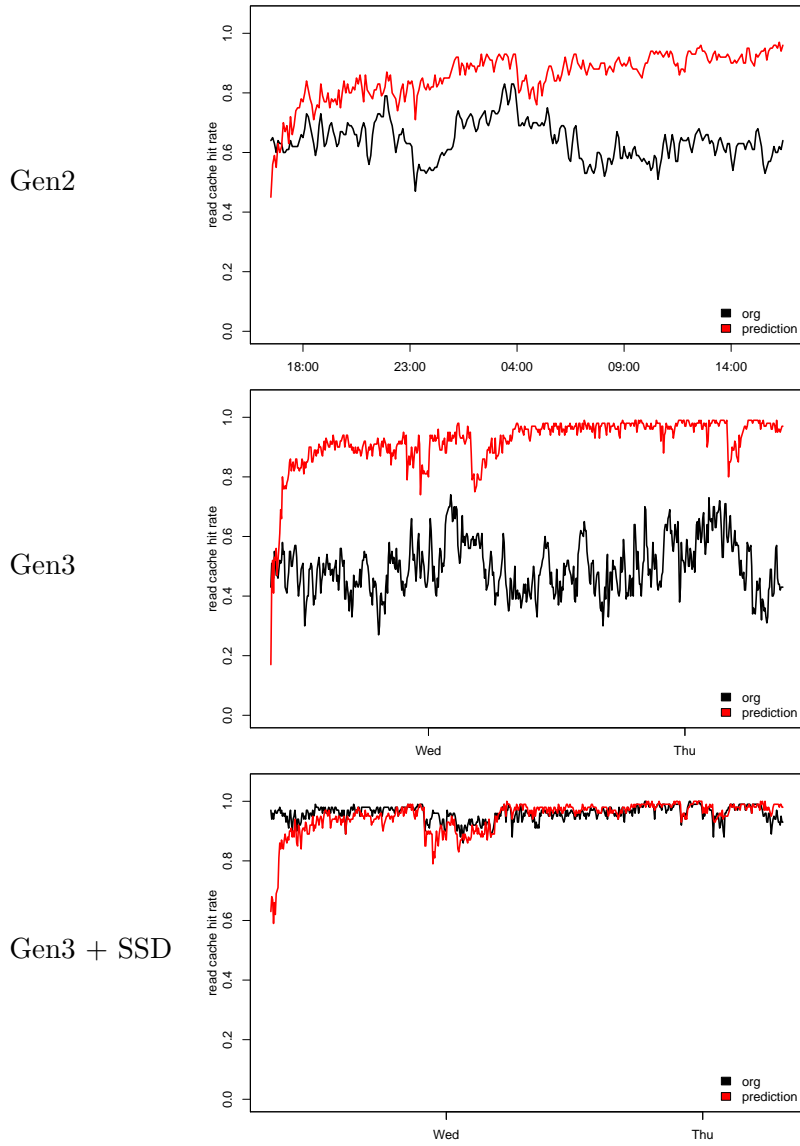 Gen2
read cache hit rate
1.0
0.8
0.6
0.4
0.2
0.0
org
prediction
18:00 23:00 04:00 09:00 14:00
Gen3
read cache hit rate
1.0
0.8
0.6
0.4
0.2
0.0
org
prediction
Wed Thu
Gen3 + SSD
read cache hit rate
1.0
0.8
0.6
0.4
0.2
0.0
org
prediction
Wed Thu